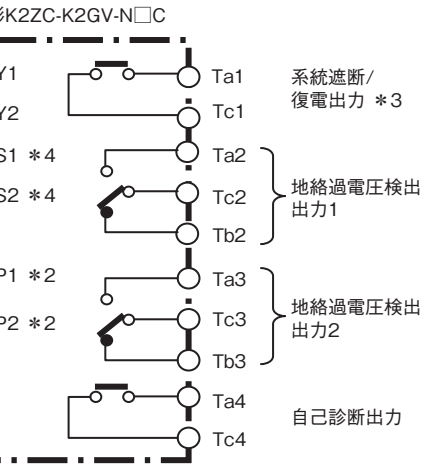 形K2ZC-K2GV-N□C
Y1
Ta1
系統遮断/
復電出力 *3
Y2
Tc1
S1 *4
Ta2
S2 *4
Tc2
地絡過電圧検出
出力1
Tb2
P1 *2
Ta3
P2 *2
Tc3
地絡過電圧検出
出力2
Tb3
Ta4
自己診断出力
Tc4